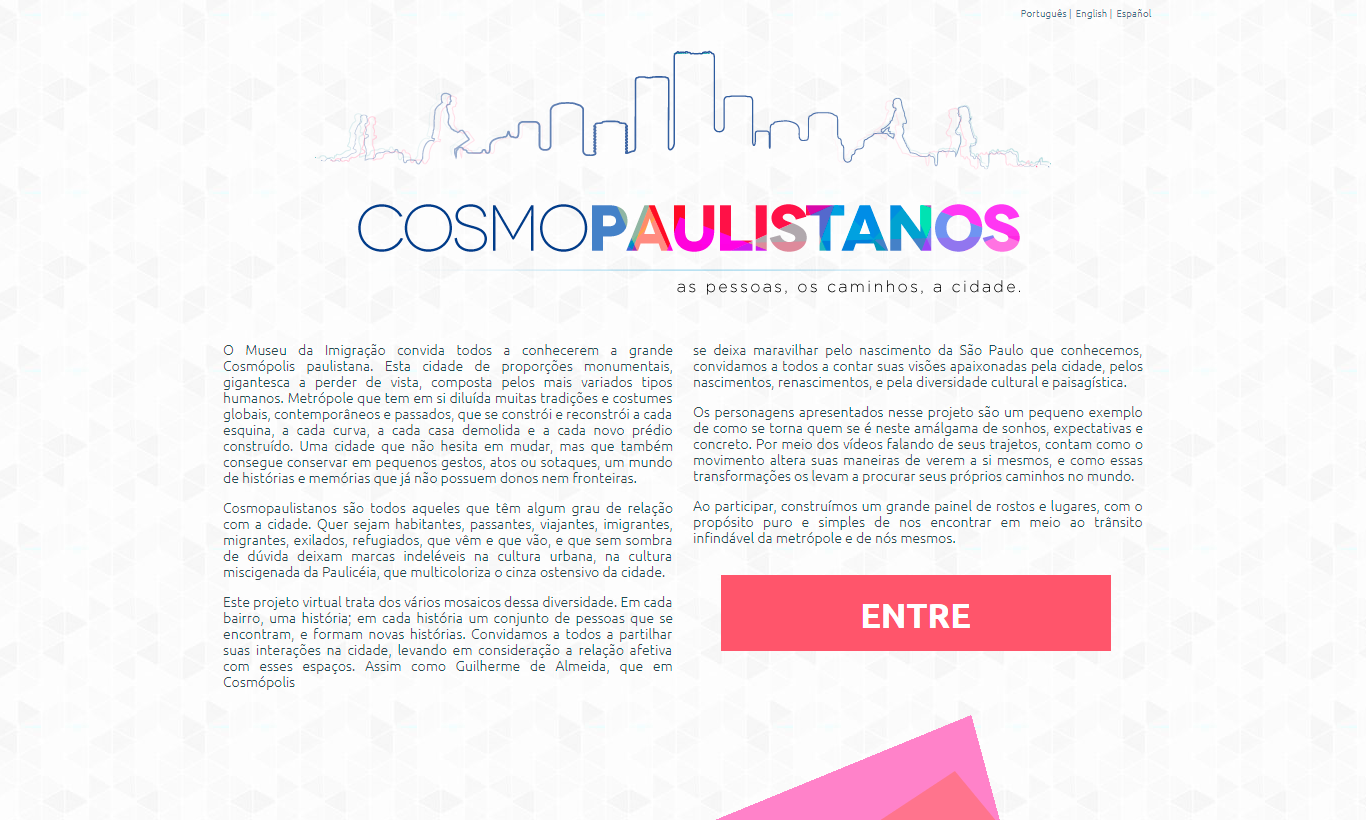 Português | English | Español
COSMOPAULISTANOS
as pessoas, os caminhos, a cidade.
O Museu da Imigração convida todos a conhecerem a grande
Cosmópolis paulistana. Esta cidade de proporções monumentais,
gigantesca a perder de vista, composta pelos mais variados tipos
humanos. Metrópole que tem em si diluída muitas tradições e costumes
globais, contemporâneos e passados, que se constrói e reconstrói a cada
esquina, a cada curva, a cada casa demolida e a cada novo prédio
construído. Uma cidade que não hesita em mudar, mas que também
consegue conservar em pequenos gestos, atos ou sotaques, um mundo
de histórias e memórias que já não possuem donos nem fronteiras.
Cosmopaulistanos são todos aqueles que têm algum grau de relação
com a cidade. Quer sejam habitantes, passantes, viajantes, imigrantes,
migrantes, exilados, refugiados, que vêm e que vão, e que sem sombra
de dúvida deixam marcas indeléveis na cultura urbana, na cultura
miscigenada da Paulicéia, que multicoloriza o cinza ostensivo da cidade.
Este projeto virtual trata dos vários mosaicos dessa diversidade. Em cada
bairro, uma história; em cada história um conjunto de pessoas que se
encontram, e formam novas histórias. Convidamos a todos a partilhar
suas interações na cidade, levando em consideração a relação afetiva
com esses espaços. Assim como Guilherme de Almeida, que em
Cosmópolis
se deixa maravilhar pelo nascimento da São Paulo que conhecemos,
convidamos a todos a contar suas visões apaixonadas pela cidade, pelos
nascimentos, renascimentos, e pela diversidade cultural e paisagística.
Os personagens apresentados nesse projeto são um pequeno exemplo
de como se torna quem se é neste amálgama de sonhos, expectativas e
concreto. Por meio dos vídeos falando de seus trajetos, contam como o
movimento altera suas maneiras de verem a si mesmos, e como essas
transformações os levam a procurar seus próprios caminhos no mundo.
Ao participar, construímos um grande painel de rostos e lugares, com o
propósito puro e simples de nos encontrar em meio ao trânsito
infindável da metrópole e de nós mesmos.
ENTRE